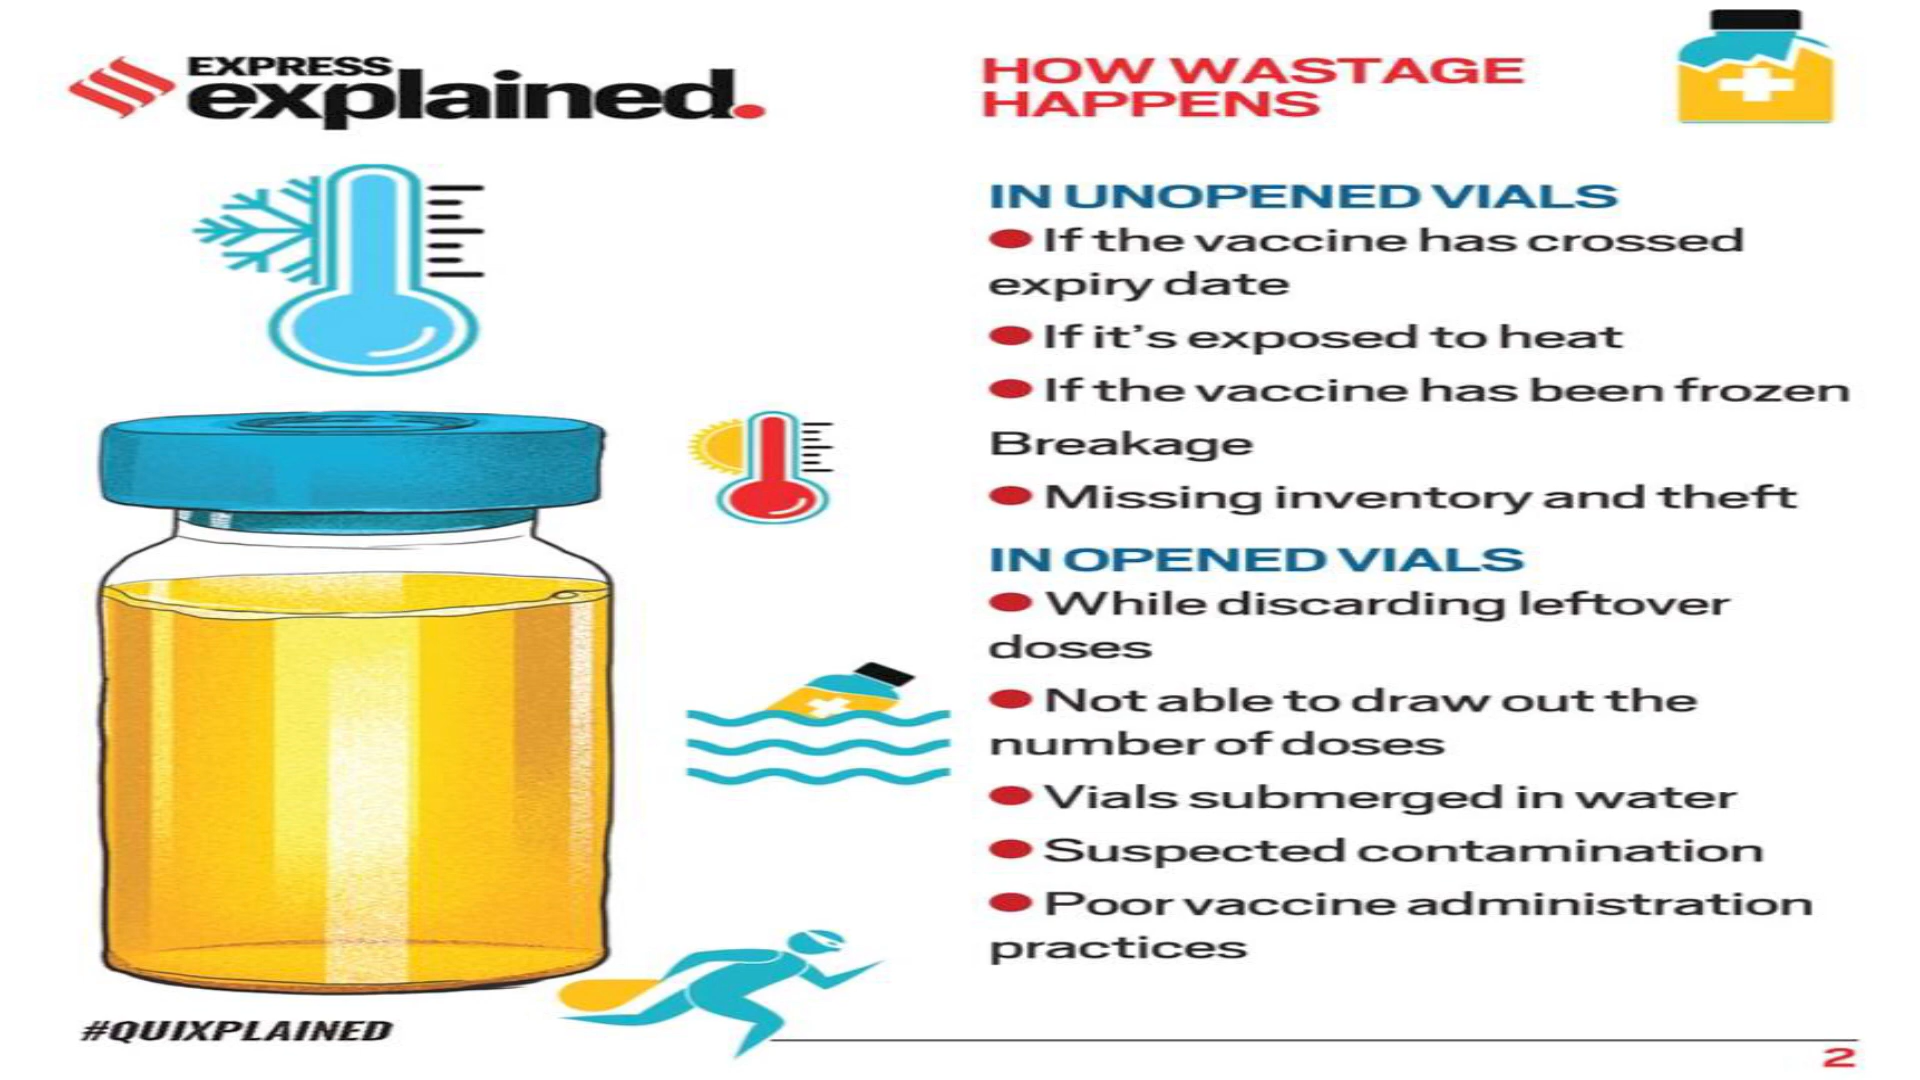 EXPRESS
explained.
HOW WASTAGE
HAPPENS
IN UNOPENED VIALS
● If the vaccine has crossed
expiry date
● If it's exposed to heat
● If the vaccine has been frozen
Breakage
● Missing inventory and theft
IN OPENED VIALS
● While discarding leftover
doses
● Not able to draw out the
number of doses
● Vials submerged in water
● Suspected contamination
● Poor vaccine administration
practices
#QUIXPLAINED
2